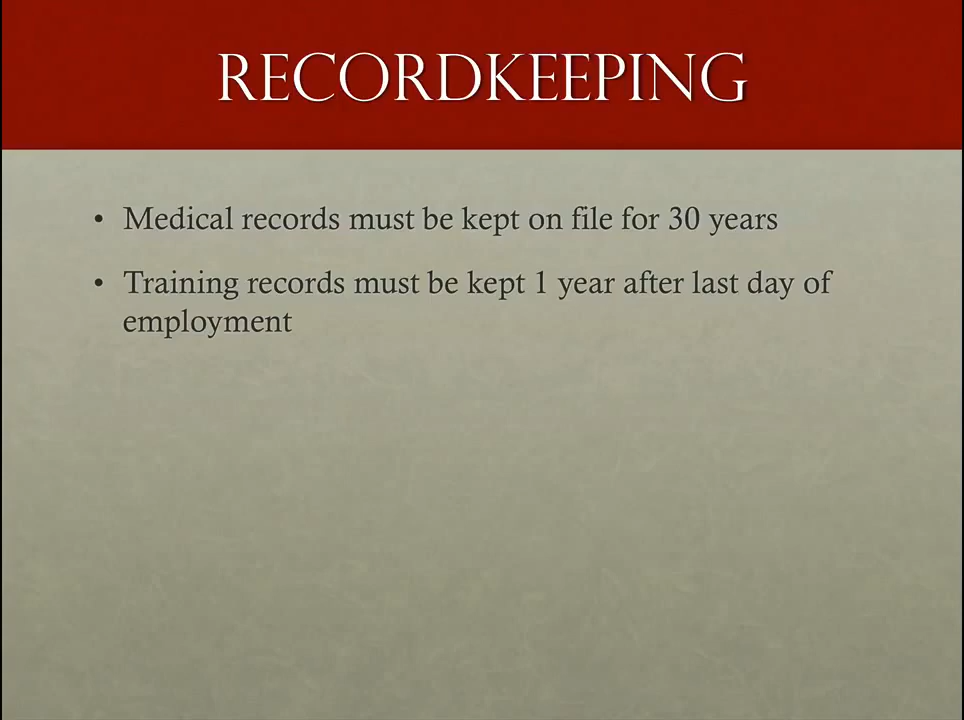 RECORDKEEPING
• Medical records must be kept on file for 30 years
• Training records must be kept 1 year after last day of
employment